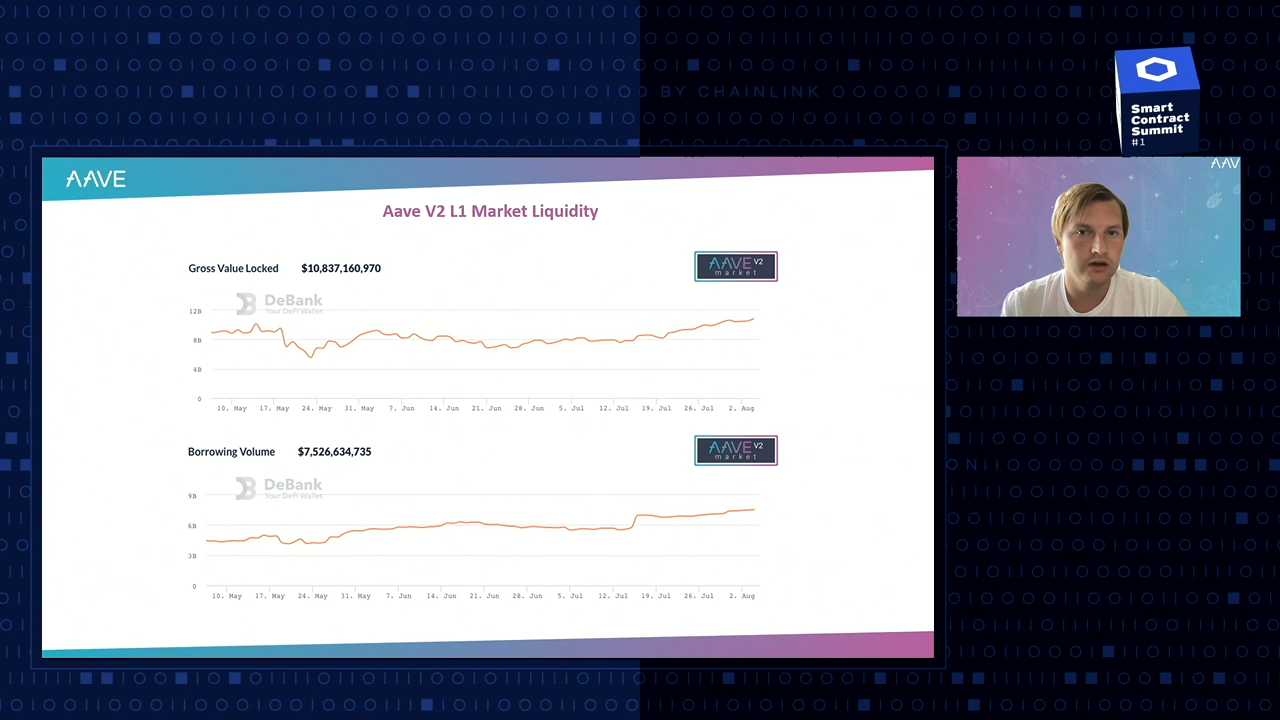 BY CHAINLINK
Smart
Contract
Summit
#1
AAVE
AAV
Aave V2 L1 Market Liquidity
Gross Value Locked $10,837,160,970
AAVE V2
market
DeBank
Your DeFi Wallet
12B
8B
4B
0
10. May 17. May 24. May 31. May 7. Jun 14. Jun 21. Jun 28. Jun 5. Jul 12. Jul 19. Jul 26. Jul 2. Aug
Borrowing Volume $7,526,634,735
AAVE V2
market
DeBank
Your DeFi Wallet
9B
6B
3B
0
10. May 17. May 24. May 31. May 7. Jun 14. Jun 21. Jun 28. Jun 5. Jul 12. Jul 19. Jul 26. Jul 2. Aug